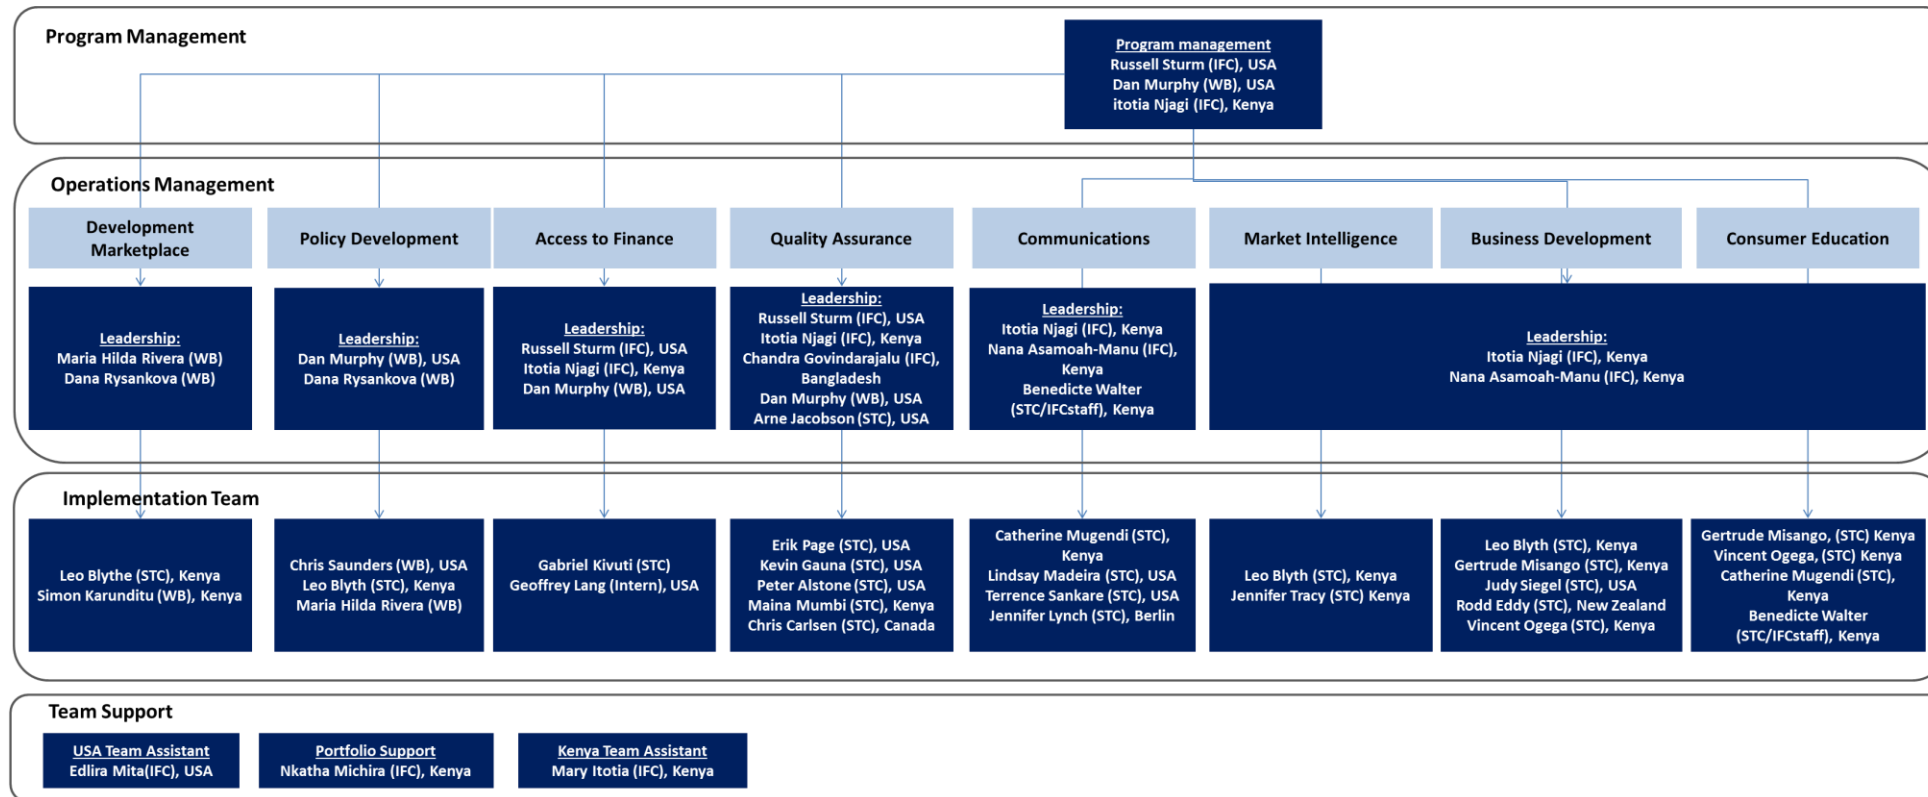 Program Management
Program management
Russell Sturm (IFC), USA
Dan Murphy (WB), USA
itotia Njagi (IFC), Kenya
Operations Management
Development
Marketplace
Policy Development
Access to Finance
Quality Assurance
Communications
Market Intelligence
Business Development
Consumer Education
Leadership:
Maria Hilda Rivera (WB)
Dana Rysankova (WB)
Leadership:
Dan Murphy (WB), USA
Dana Rysankova (WB)
Leadership:
Russell Sturm (IFC), USA
Itotia Njagi (IFC), Kenya
Dan Murphy (WB), USA
Leadership:
Russell Sturm (IFC), USA
Itotia Njagi (IFC), Kenya
Chandra Govindarajalu (IFC),
Bangladesh
Dan Murphy (WB), USA
Arne Jacobson (STC), USA
Leadership:
Itotia Njagi (IFC), Kenya
Nana Asamoah-Manu (IFC),
Kenya
Benedicte Walter
(STC/IFCstaff), Kenya
Leadership:
Itotia Njagi (IFC), Kenya
Nana Asamoah-Manu (IFC), Kenya
Implementation Team
Leo Blythe (STC), Kenya
Simon Karunditu (WB), Kenya
Chris Saunders (WB), USA
Leo Blyth (STC), Kenya
Maria Hilda Rivera (WB)
Gabriel Kivuti (STC)
Geoffrey Lang (Intern), USA
Erik Page (STC), USA
Kevin Gauna (STC), USA
Peter Alstone (STC), USA
Maina Mumbi (STC), Kenya
Chris Carlsen (STC), Canada
Catherine Mugendi (STC),
Kenya
Lindsay Madeira (STC), USA
Terrence Sankare (STC), USA
Jennifer Lynch (STC), Berlin
Leo Blyth (STC), Kenya
Jennifer Tracy (STC) Kenya
Leo Blyth (STC), Kenya
Gertrude Misango (STC), Kenya
Judy Siegel (STC), USA
Rodd Eddy (STC), New Zealand
Vincent Ogega (STC), Kenya
Gertrude Misango, (STC) Kenya
Vincent Ogega, (STC) Kenya
Catherine Mugendi (STC),
Kenya
Benedicte Walter
(STC/IFCstaff), Kenya
Team Support
USA Team Assistant
Edlira Mita(IFC), USA
Portfolio Support
Nkatha Michira (IFC), Kenya
Kenya Team Assistant
Mary Itotia (IFC), Kenya